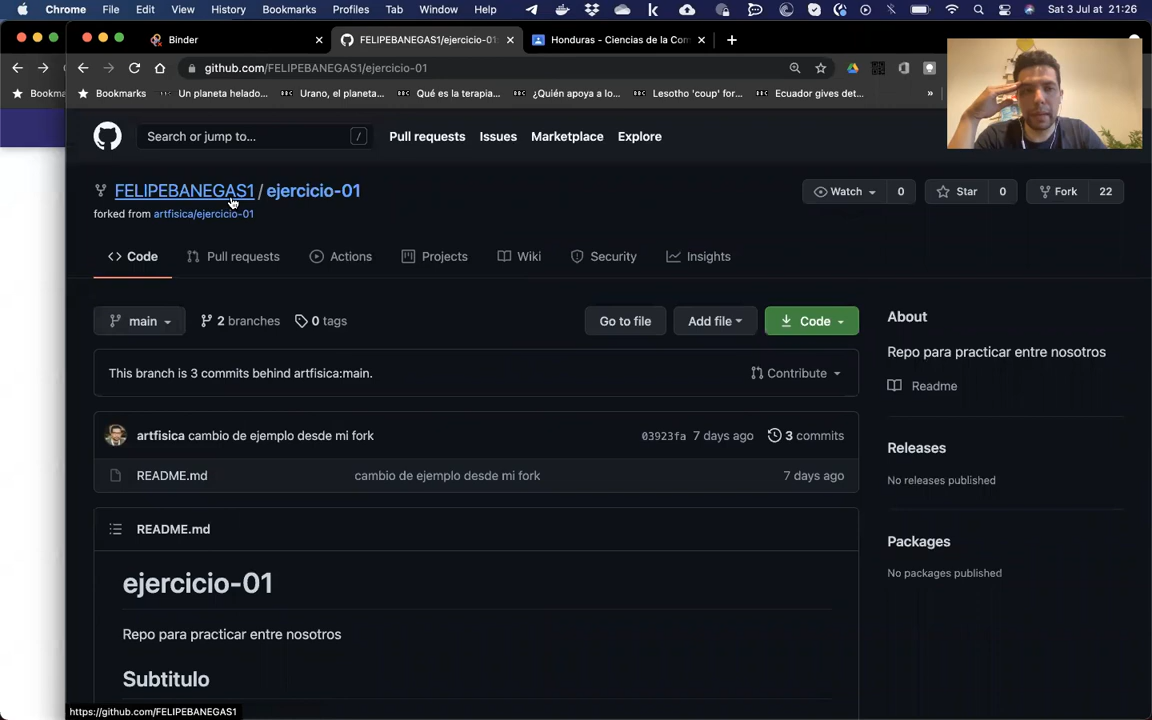 Chrome File Edit View History Bookmarks Profiles Tab Window Help Sat 3 Jul at 21:26
Binder
FELIPEBANEGAS1/ejercicio-01
Honduras - Ciencias de la Com
github.com/FELIPEBANEGAS1/ejercicio-01
Bookma
Bookmarks
Un planeta helado...
BBC Urano, el planeta...
BBC Qué es la terapia...
BBC ¿Quién apoya a lo...
BBC Lesotho 'coup' for...
BBC Ecuador gives det...
»
Search or jump to... /
Pull requests Issues Marketplace Explore
FELIPEBANEGAS1 / ejercicio-01
Watch 0 Star 0 Fork 22
forked from artfisica/ejercicio-01
Code Pull requests Actions Projects Wiki Security Insights
main 2 branches 0 tags Go to file Add file Code
This branch is 3 commits behind artfisica:main. Contribute
artfisica cambio de ejemplo desde mi fork 03923fa 7 days ago 3 commits
README.md cambio de ejemplo desde mi fork 7 days ago
README.md
ejercicio-01
Repo para practicar entre nosotros
Subtitulo
About
Repo para practicar entre nosotros
Readme
Releases
No releases published
Packages
No packages published
https://github.com/FELIPEBANEGAS1